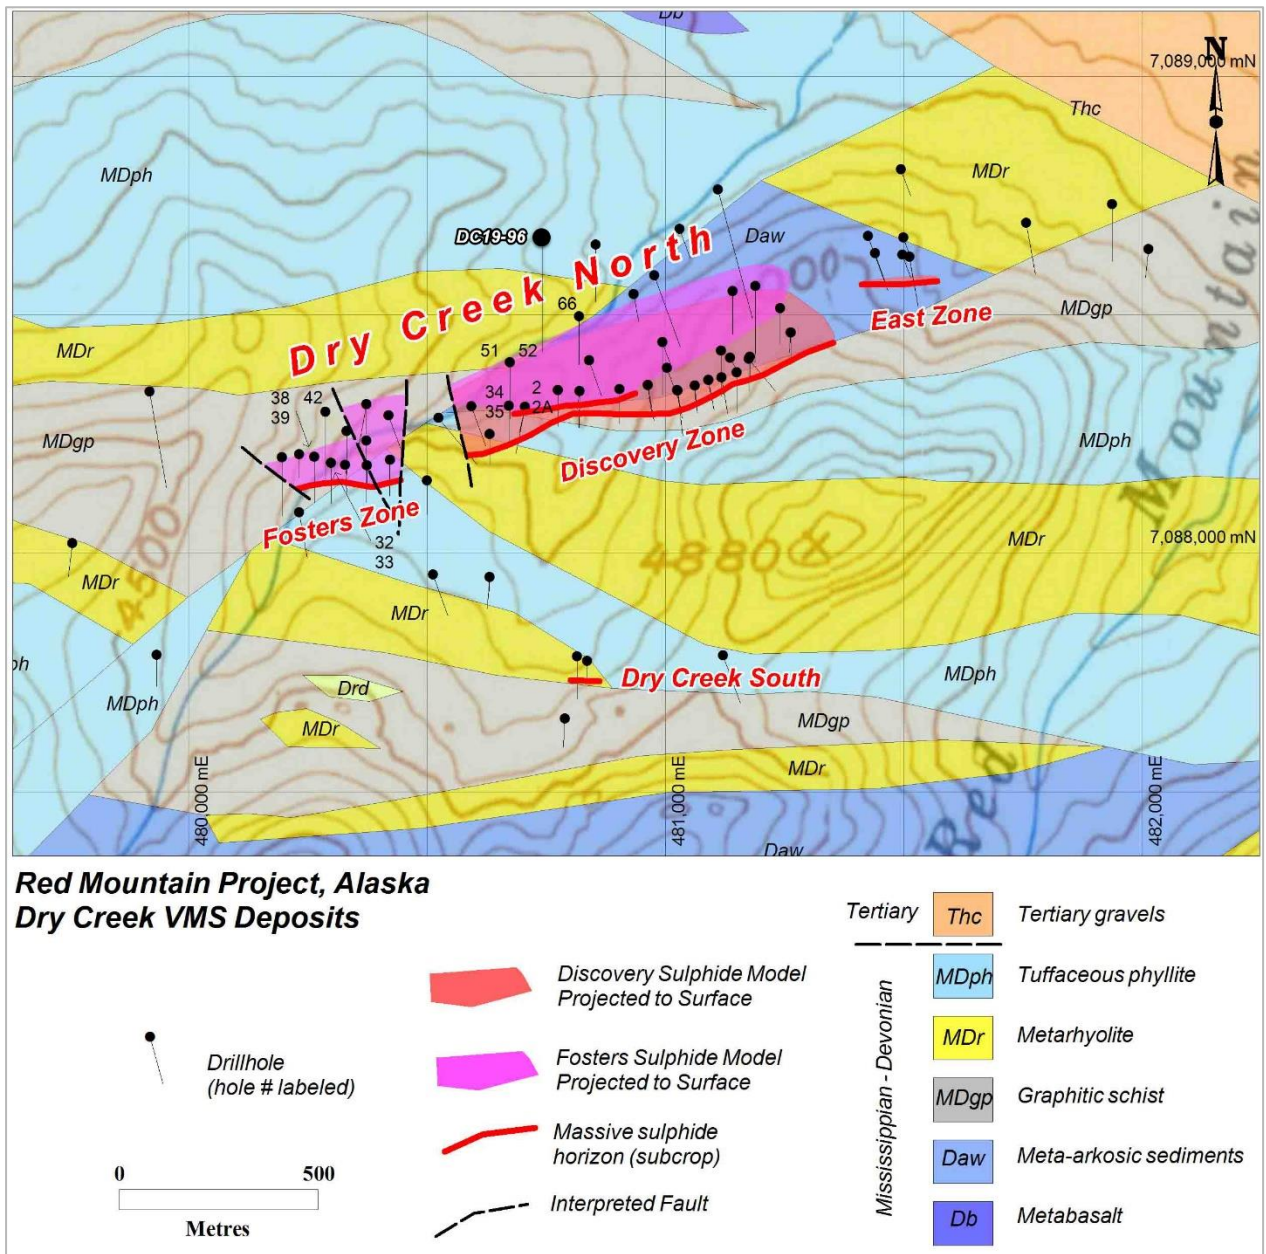 Db
N
7,089,000 mN
Thc
MDph
MDr
DC19-96
Daw
Dry Creek North
66
MDgp
East Zone
MDr
51 52
38 42
39
34 2
35 2A
MDgp
MDph
Discovery Zone
Fosters Zone
32
33
7,088,000 mN
4500
4880
MDr
MDr
MDr
ph
MDph
Drd
MDr
Dry Creek South
MDph
MDgp
MDr
Red Mountain
480,000 mE
481,000 mE
482,000 mE
Daw
Red Mountain Project, Alaska
Dry Creek VMS Deposits
Drillhole
(hole # labeled)
0 500
Metres
Discovery Sulphide Model
Projected to Surface
Fosters Sulphide Model
Projected to Surface
Massive sulphide
horizon (subcrop)
Interpreted Fault
Tertiary
Mississippian - Devonian
Thc Tertiary gravels
MDph Tuffaceous phyllite
MDr Metarhyolite
MDgp Graphitic schist
Daw Meta-arkosic sediments
Db Metabasalt